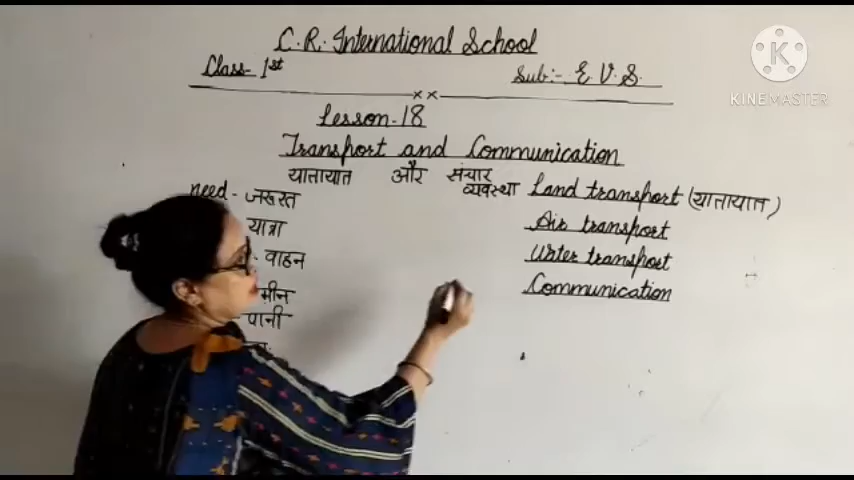 C.R. International School
Class- 1st
Sub:- E V S.
Lesson-18
Transport and Communication
यातायात और संचार व्यवस्था
need - जरूरत
यात्रा
वाहन
मीन
पानी
Land transport (यातायात)
Air transport
Water transport
Communication
KINEMASTER